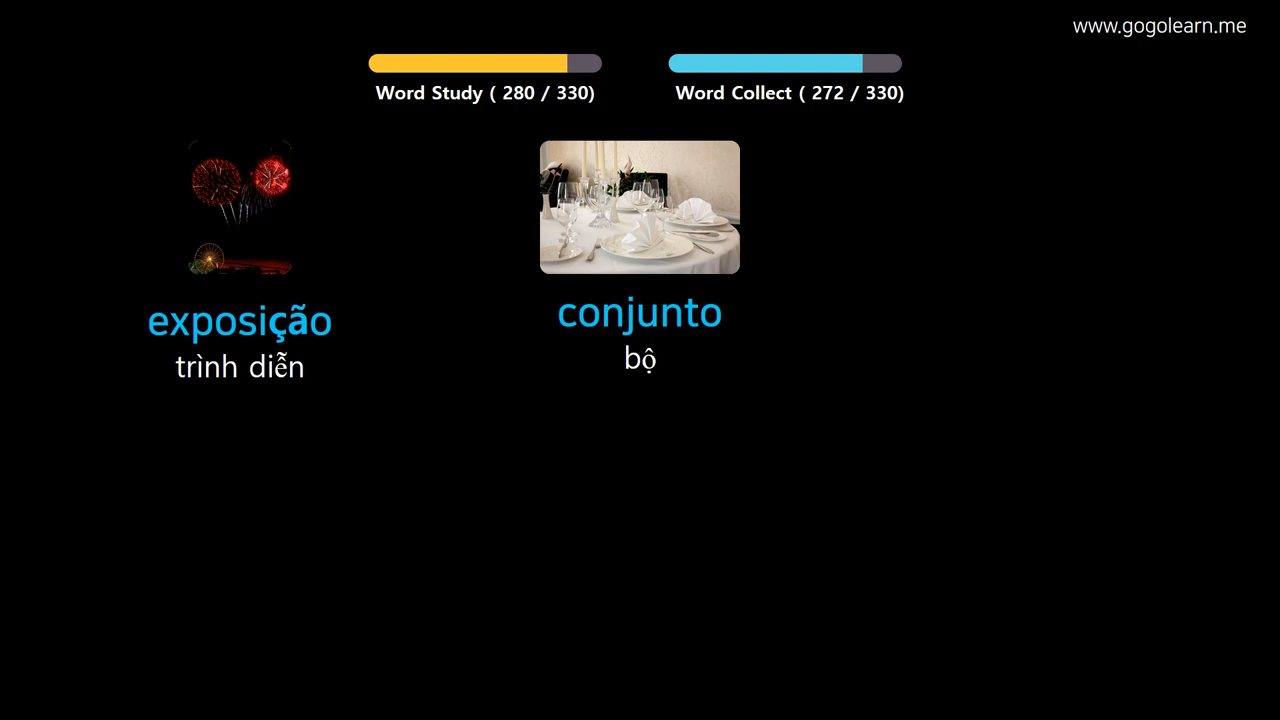 www.gogolearn.me
Word Study ( 280 / 330)
Word Collect ( 272 / 330)
exposição
trình diễn
conjunto
bộ